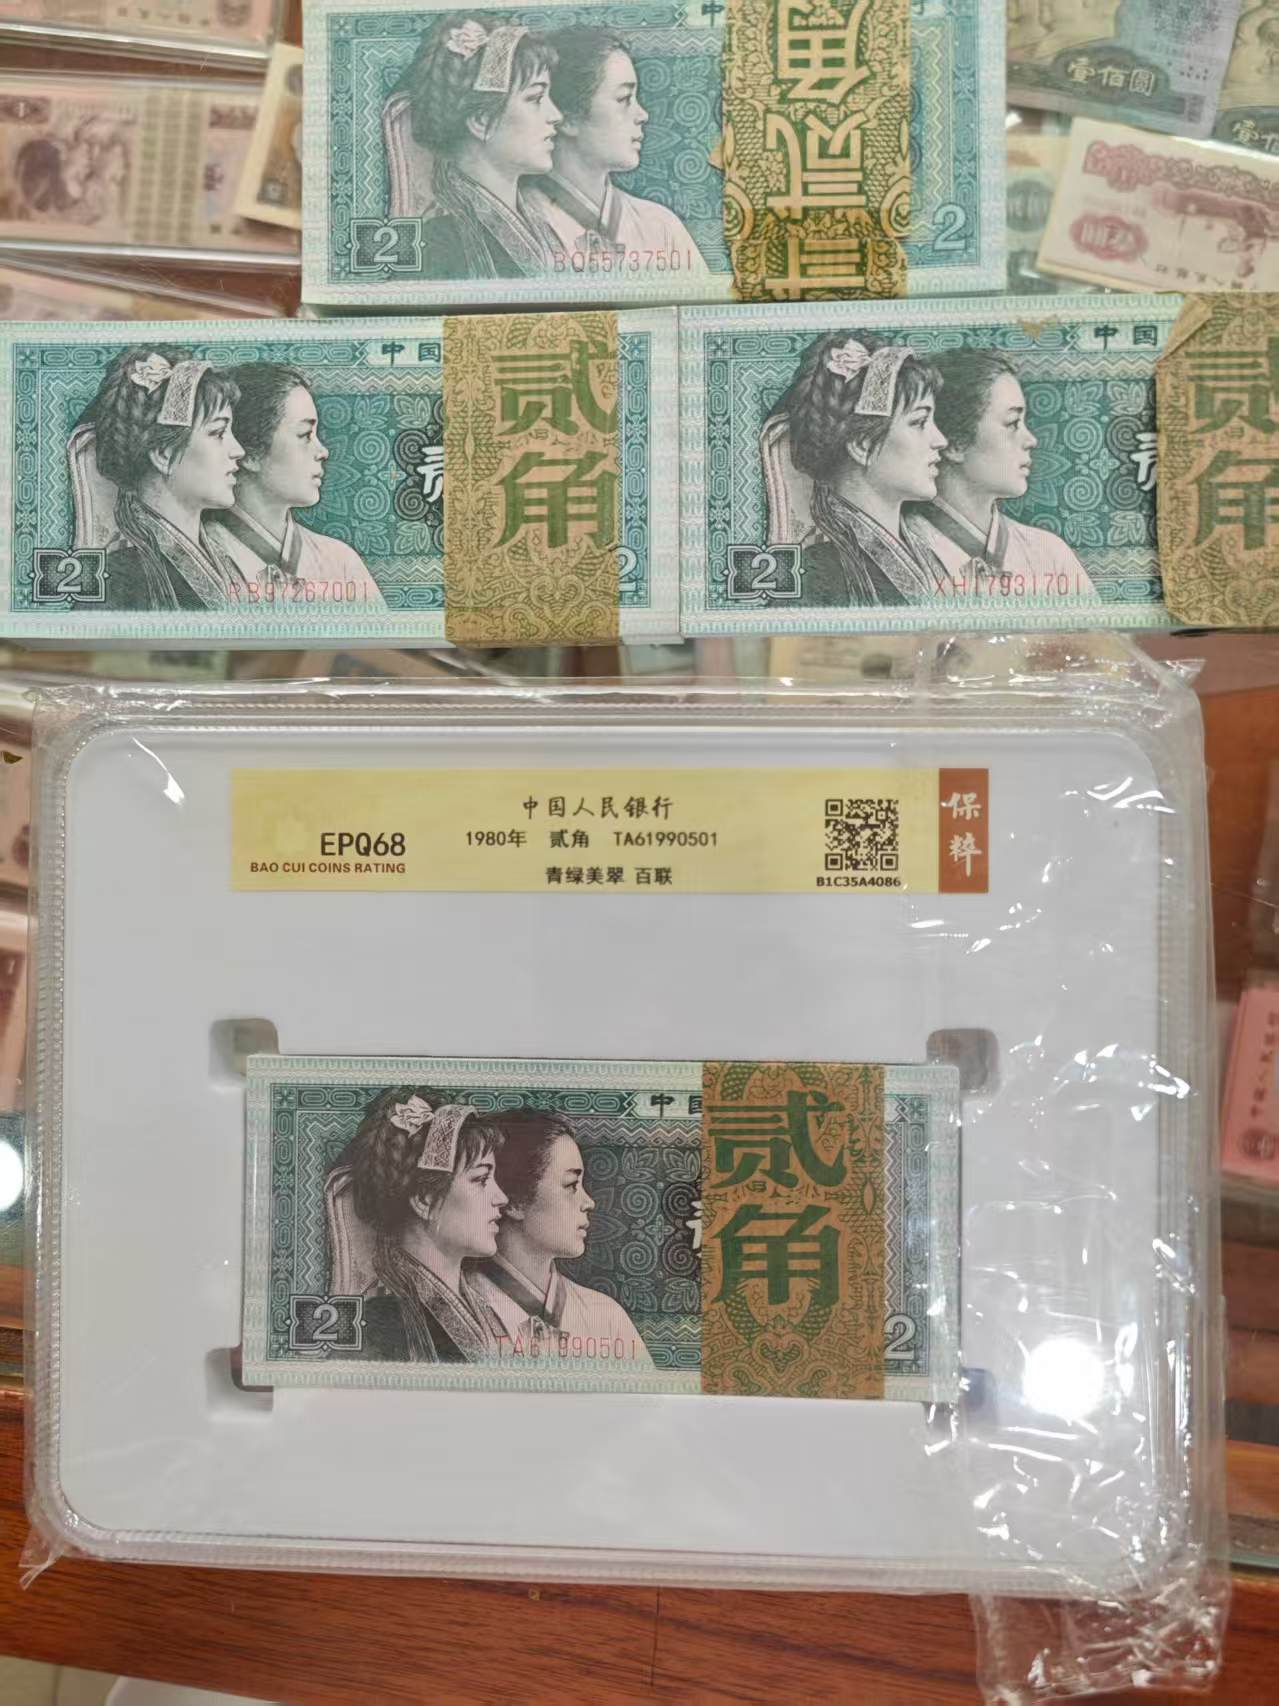 中
贰角
2
2
BQ55737501
壹佰圆
中国
贰
角
2
2
RB97267001
中国
贰
角
2
XH17931701
中国人民银行
EPQ68
1980年 贰角 TA61990501
BAO CUI COINS RATING
青绿美翠 百联
B1C35A4086
保粹
中国
贰
角
2
2
TA61990501